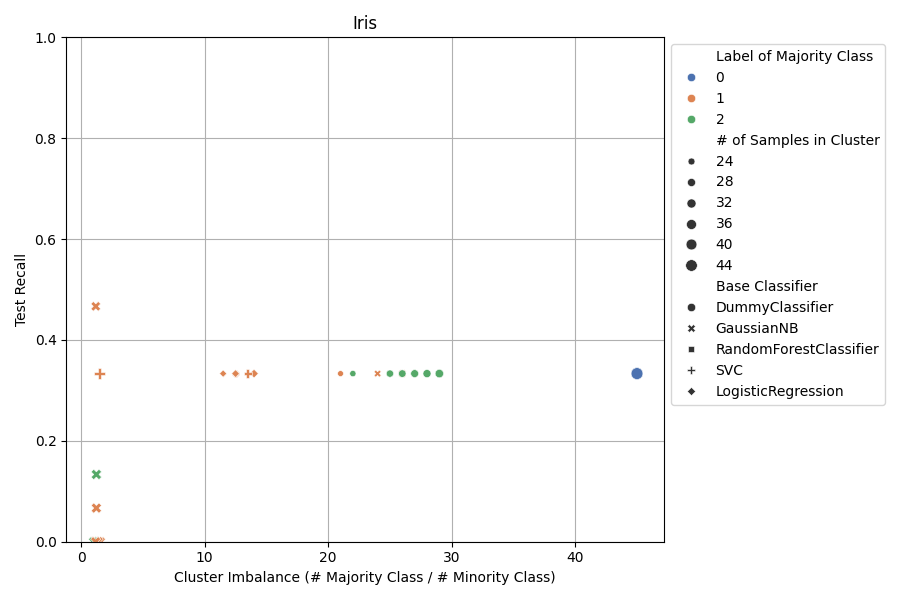 Iris
1.0
0.8
0.6
0.4
0.2
0.0
Test Recall
0
10
20
30
40
Cluster Imbalance (# Majority Class / # Minority Class)
Label of Majority Class
0
1
2
# of Samples in Cluster
24
28
32
36
40
44
Base Classifier
DummyClassifier
GaussianNB
RandomForestClassifier
SVC
LogisticRegression